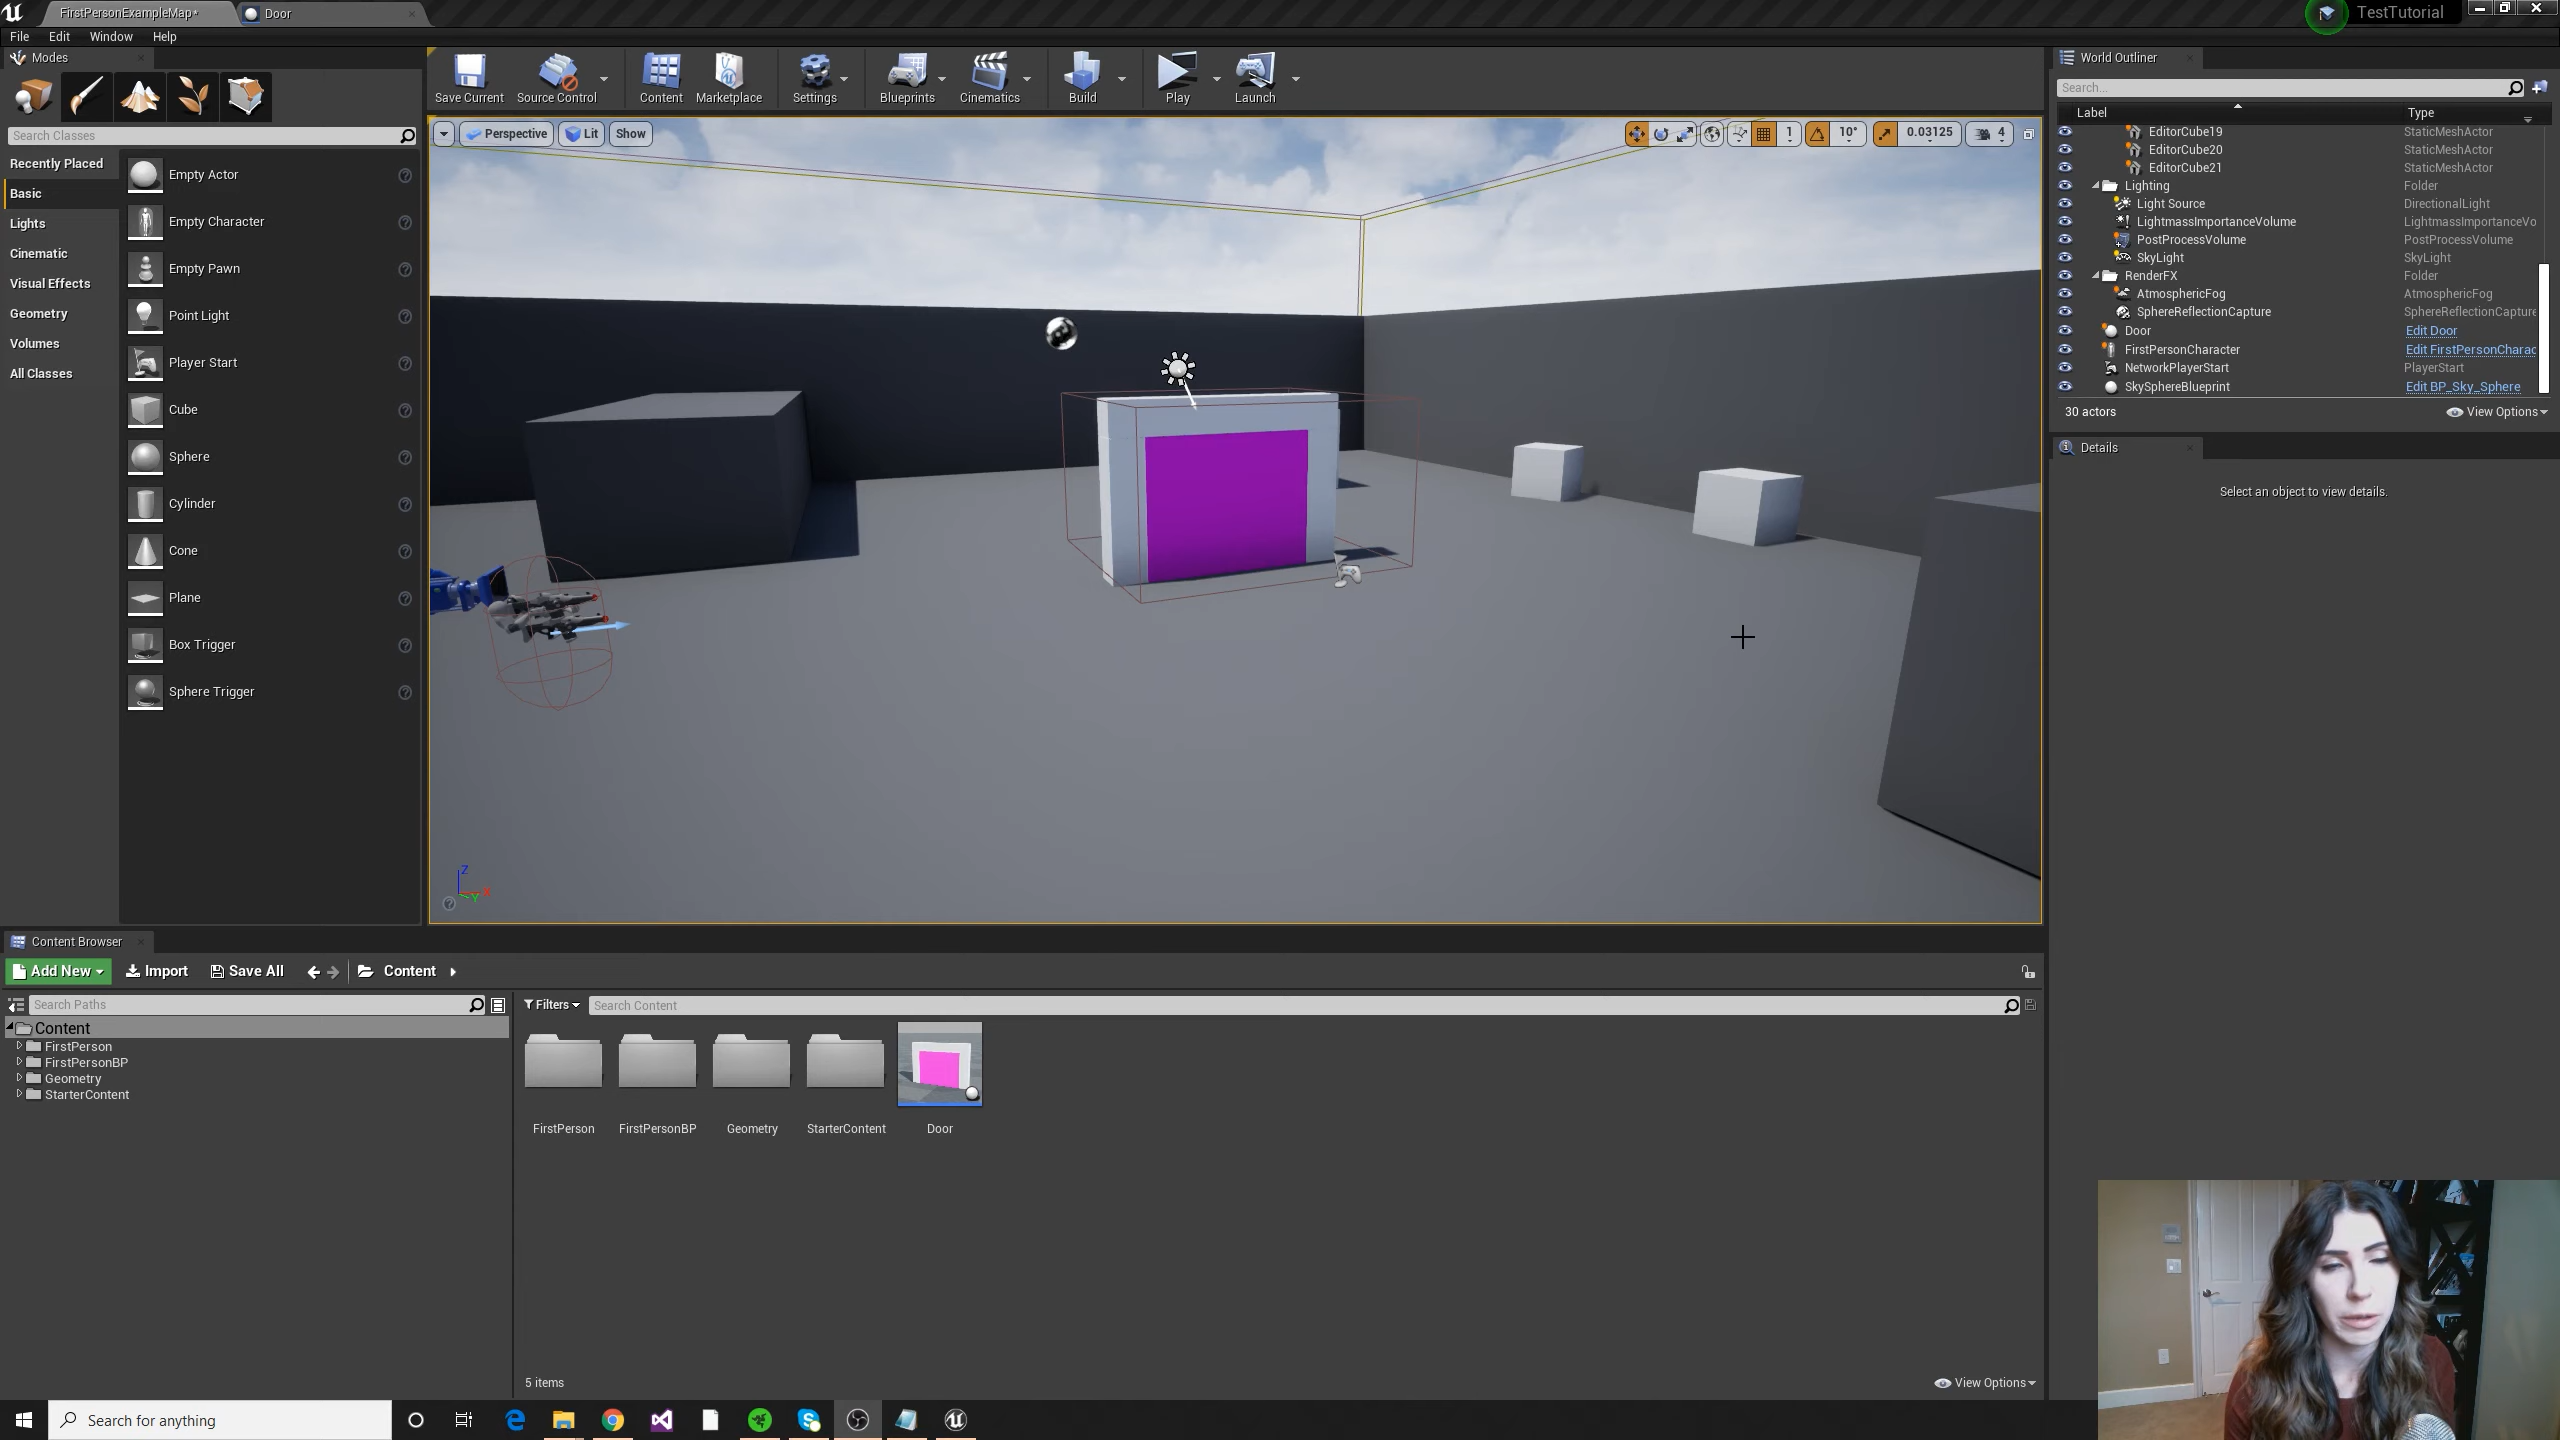 FirstPersonExampleMap*
Door
TestTutorial
File Edit Window Help
Modes
Search Classes
Recently Placed
Basic
Lights
Cinematic
Visual Effects
Geometry
Volumes
All Classes
Empty Actor
Empty Character
Empty Pawn
Point Light
Player Start
Cube
Sphere
Cylinder
Cone
Plane
Box Trigger
Sphere Trigger
Save Current Source Control Content Marketplace Settings Blueprints Cinematics Build Play Launch
Perspective Lit Show
1 10° 0.03125 4
Z X Y
World Outliner
Search...
Label Type
EditorCube19 StaticMeshActor
EditorCube20 StaticMeshActor
EditorCube21 StaticMeshActor
Lighting Folder
Light Source DirectionalLight
LightmassImportanceVolume LightmassImportanceVo
PostProcessVolume PostProcessVolume
SkyLight SkyLight
RenderFX Folder
AtmosphericFog AtmosphericFog
SphereReflectionCapture SphereReflectionCapture
Door Edit Door
FirstPersonCharacter Edit FirstPersonCharac
NetworkPlayerStart PlayerStart
SkySphereBlueprint Edit BP_Sky_Sphere
30 actors View Options
Details
Select an object to view details.
Content Browser
Add New Import Save All Content
Search Paths
Filters Search Content
Content
FirstPerson
FirstPersonBP
Geometry
StarterContent
FirstPerson FirstPersonBP Geometry StarterContent Door
5 items View Options
Search for anything